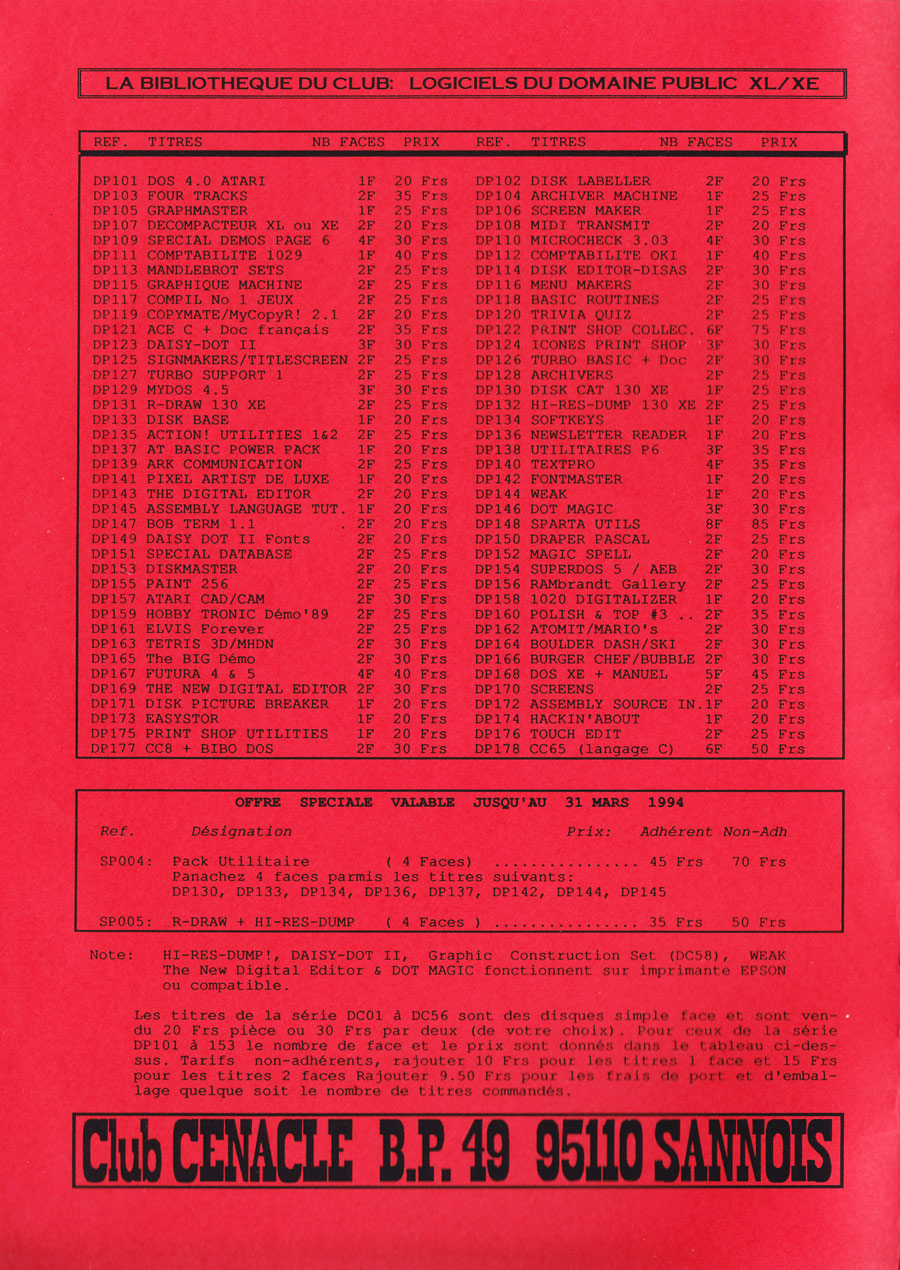 LA BIBLIOTHEQUE DU CLUB: LOGICIELS DU DOMAINE PUBLIC XL/XE
REF. TITRES NB FACES PRIX REF. TITRES NB FACES PRIX
DP101 DOS 4.0 ATARI 1F 20 Frs DP102 DISK LABELLER 2F 20 Frs
DP103 FOUR TRACKS 2F 35 Frs DP104 ARCHIVER MACHINE 1F 25 Frs
DP105 GRAPHMASTER 1F 25 Frs DP106 SCREEN MAKER 1F 25 Frs
DP107 DECOMPACTEUR XL ou XE 2F 20 Frs DP108 MIDI TRANSMIT 2F 20 Frs
DP109 SPECIAL DEMOS PAGE 6 4F 30 Frs DP110 MICROCHECK 3.03 4F 30 Frs
DP111 COMPTABILITE 1029 1F 40 Frs DP112 COMPTABILITE OKI 1F 40 Frs
DP113 MANDLEBROT SETS 2F 25 Frs DP114 DISK EDITOR-DISAS 2F 30 Frs
DP115 GRAPHIQUE MACHINE 2F 25 Frs DP116 MENU MAKERS 2F 30 Frs
DP117 COMPIL No 1 JEUX 2F 25 Frs DP118 BASIC ROUTINES 2F 25 Frs
DP119 COPYMATE/MyCopyR! 2.1 2F 20 Frs DP120 TRIVIA QUIZ 2F 25 Frs
DP121 ACE C + Doc français 2F 35 Frs DP122 PRINT SHOP COLLEC. 6F 75 Frs
DP123 DAISY-DOT II 3F 30 Frs DP124 ICONES PRINT SHOP 3F 30 Frs
DP125 SIGNMAKERS/TITLESCREEN 2F 25 Frs DP126 TURBO BASIC + Doc 2F 30 Frs
DP127 TURBO SUPPORT 1 2F 25 Frs DP128 ARCHIVERS 2F 25 Frs
DP129 MYDOS 4.5 3F 30 Frs DP130 DISK CAT 130 XE 1F 25 Frs
DP131 R-DRAW 130 XE 2F 25 Frs DP132 HI-RES-DUMP 130 XE 2F 25 Frs
DP133 DISK BASE 1F 20 Frs DP134 SOFTKEYS 1F 20 Frs
DP135 ACTION! UTILITIES 1&2 2F 25 Frs DP136 NEWSLETTER READER 1F 20 Frs
DP137 AT BASIC POWER PACK 1F 20 Frs DP138 UTILITAIRES P6 3F 35 Frs
DP139 ARK COMMUNICATION 2F 25 Frs DP140 TEXTPRO 4F 35 Frs
DP141 PIXEL ARTIST DE LUXE 1F 20 Frs DP142 FONTMASTER 1F 20 Frs
DP143 THE DIGITAL EDITOR 2F 20 Frs DP144 WEAK 1F 20 Frs
DP145 ASSEMBLY LANGUAGE TUT. 1F 20 Frs DP146 DOT MAGIC 3F 30 Frs
DP147 BOB TERM 1.1 . 2F 20 Frs DP148 SPARTA UTILS 8F 85 Frs
DP149 DAISY DOT II Fonts 2F 20 Frs DP150 DRAPER PASCAL 2F 25 Frs
DP151 SPECIAL DATABASE 2F 25 Frs DP152 MAGIC SPELL 2F 20 Frs
DP153 DISKMASTER 2F 20 Frs DP154 SUPERDOS 5 / AEB 2F 30 Frs
DP155 PAINT 256 2F 25 Frs DP156 RAMbrandt Gallery 2F 25 Frs
DP157 ATARI CAD/CAM 2F 30 Frs DP158 1020 DIGITALIZER 1F 20 Frs
DP159 HOBBY TRONIC Démo'89 2F 25 Frs DP160 POLISH & TOP #3 .. 2F 35 Frs
DP161 ELVIS Forever 2F 25 Frs DP162 ATOMIT/MARIO's 2F 30 Frs
DP163 TETRIS 3D/MHDN 2F 30 Frs DP164 BOULDER DASH/SKI 2F 30 Frs
DP165 The BIG Démo 2F 30 Frs DP166 BURGER CHEF/BUBBLE 2F 30 Frs
DP167 FUTURA 4 & 5 4F 40 Frs DP168 DOS XE + MANUEL 5F 45 Frs
DP169 THE NEW DIGITAL EDITOR 2F 30 Frs DP170 SCREENS 2F 25 Frs
DP171 DISK PICTURE BREAKER 1F 20 Frs DP172 ASSEMBLY SOURCE IN.1F 20 Frs
DP173 EASYSTOR 1F 20 Frs DP174 HACKIN'ABOUT 1F 20 Frs
DP175 PRINT SHOP UTILITIES 1F 20 Frs DP176 TOUCH EDIT 2F 25 Frs
DP177 CC8 + BIBO DOS 2F 30 Frs DP178 CC65 (langage C) 6F 50 Frs
OFFRE SPECIALE VALABLE JUSQU'AU 31 MARS 1994
Ref. Désignation Prix: Adhérent Non-Adh
SP004: Pack Utilitaire ( 4 Faces) ................ 45 Frs 70 Frs
Panachez 4 faces parmis les titres suivants:
DP130, DP133, DP134, DP136, DP137, DP142, DP144, DP145
SP005: R-DRAW + HI-RES-DUMP ( 4 Faces ) ................ 35 Frs 50 Frs
Note: HI-RES-DUMP!, DAISY-DOT II, Graphic Construction Set (DC58), WEAK
The New Digital Editor & DOT MAGIC fonctionnent sur imprimante EPSON
ou compatible.
Les titres de la série DC01 à DC56 sont des disques simple face et sont ven-
du 20 Frs pièce ou 30 Frs par deux (de votre choix). Pour ceux de la série
DP101 à 153 le nombre de face et le prix sont donnés dans le tableau ci-des-
sus. Tarifs non-adhérents, rajouter 10 Frs pour les titres 1 face et 15 Frs
pour les titres 2 faces Rajouter 9.50 Frs pour les frais de port et d'embal-
lage quelque soit le nombre de titres commandés.
Club CENACLE B.P. 49 95110 SANNOIS